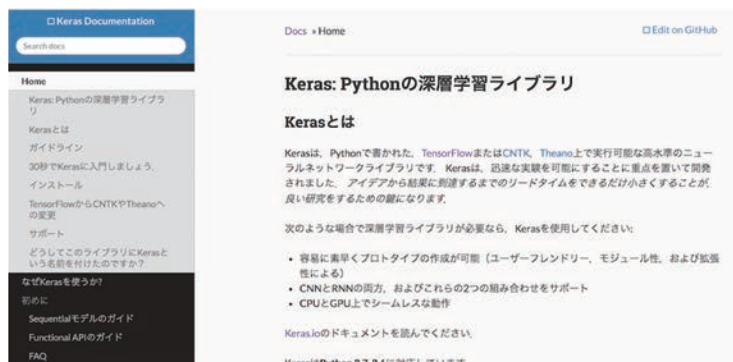 Keras Documentation
Search docs
Home
Keras: Pythonの深層学習ライブラ
リ
Kerasとは
ガイドライン
30秒でKerasに入門しましょう.
インストール
TensorFlowからCNTKやTheanoへ
の変更
サポート
どうしてこのライブラリにKerasと
いう名前を付けたのですか？
なぜKerasを使うか?
初めに
Sequentialモデルのガイド
Functional APIのガイド
FAQ
Docs » Home
Edit on GitHub
Keras: Pythonの深層学習ライブラリ
Kerasとは
Kerasは，Pythonで書かれた，TensorFlowまたはCNTK，Theano上で実行可能な高水準のニュー
ラルネットワークライブラリです． Kerasは，迅速な実験を可能にすることに重点を置いて開発
されました． アイデアから結果に到達するまでのリードタイムをできるだけ小さくすることが，
良い研究をするための鍵になります．
次のような場合で深層学習ライブラリが必要なら，Kerasを使用してください:
• 容易に素早くプロトタイプの作成が可能（ユーザーフレンドリー，モジュール性，および拡張
性による）
• CNNとRNNの両方，およびこれらの2つの組み合わせをサポート
• CPUとGPU上でシームレスな動作
Keras.ioのドキュメントを読んでください．